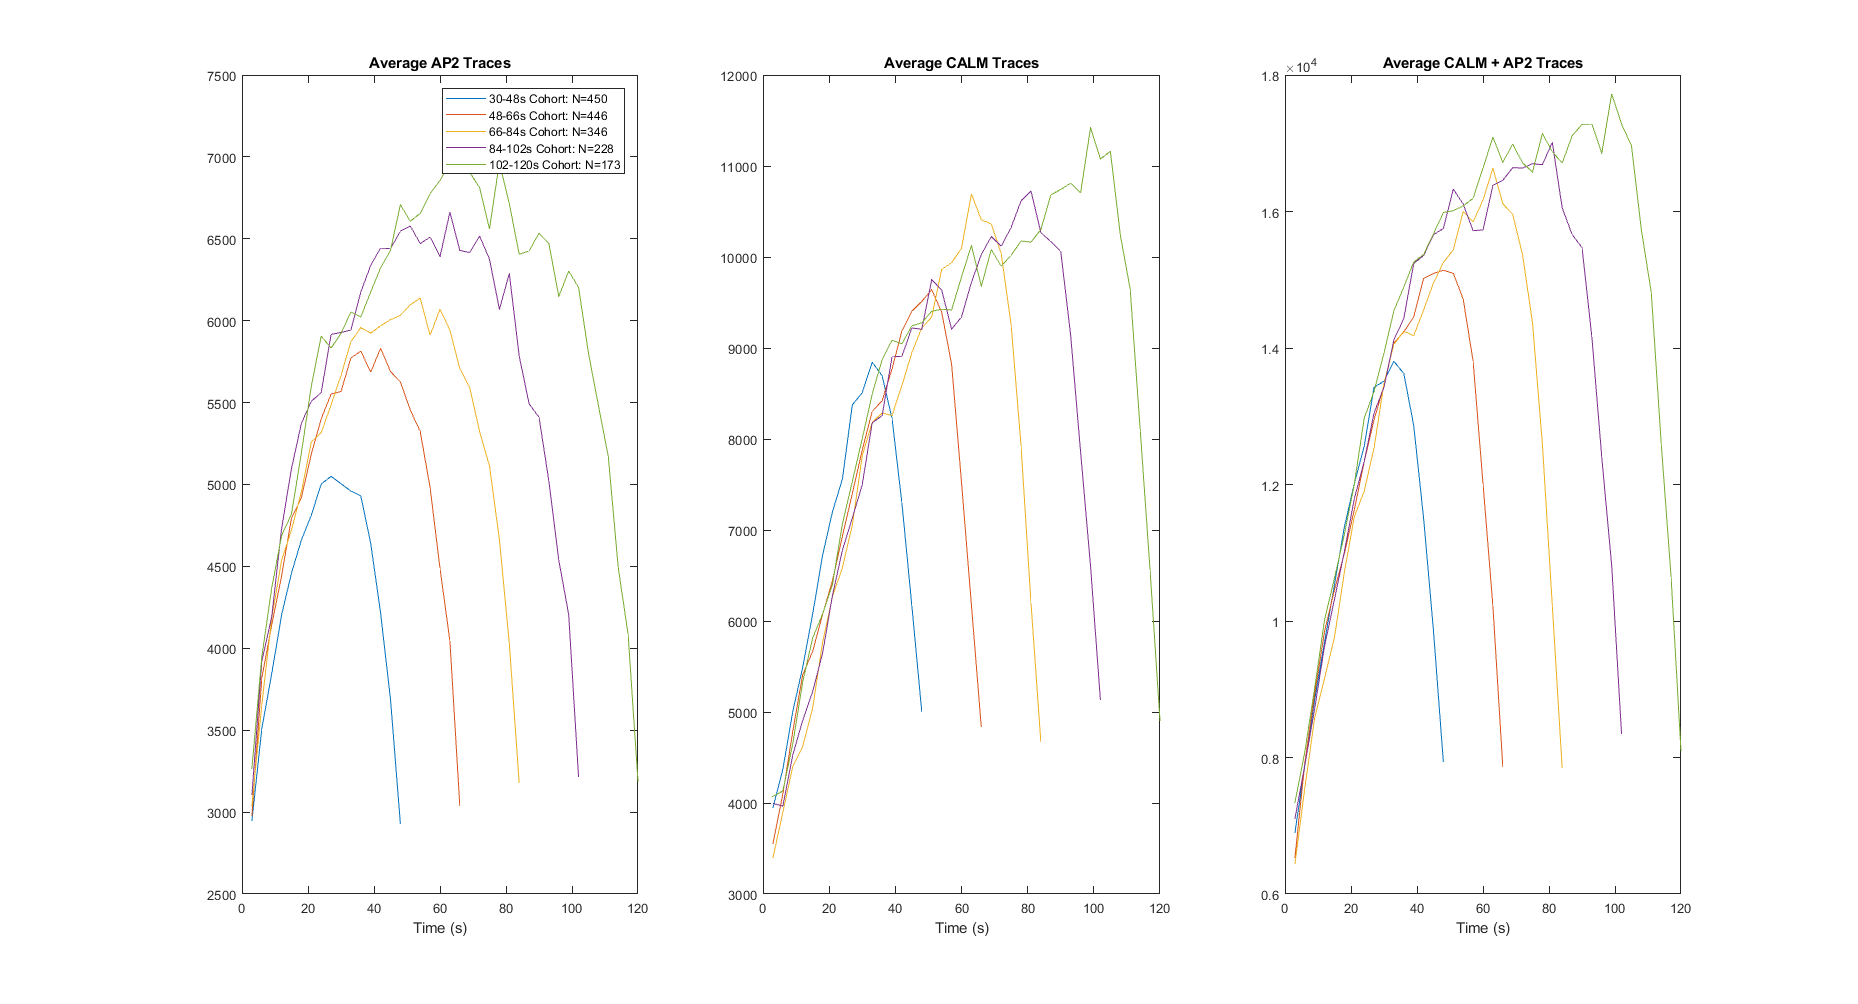 Average AP2 Traces
7500
7000
6500
6000
5500
5000
4500
4000
3500
3000
2500
0 20 40 60 80 100 120
Time (s)
30-48s Cohort: N=450
48-66s Cohort: N=446
66-84s Cohort: N=346
84-102s Cohort: N=228
102-120s Cohort: N=173
Average CALM Traces
12000
11000
10000
9000
8000
7000
6000
5000
4000
3000
0 20 40 60 80 100 120
Time (s)
Average CALM + AP2 Traces
×10⁴
1.8
1.6
1.4
1.2
1
0.8
0.6
0 20 40 60 80 100 120
Time (s)